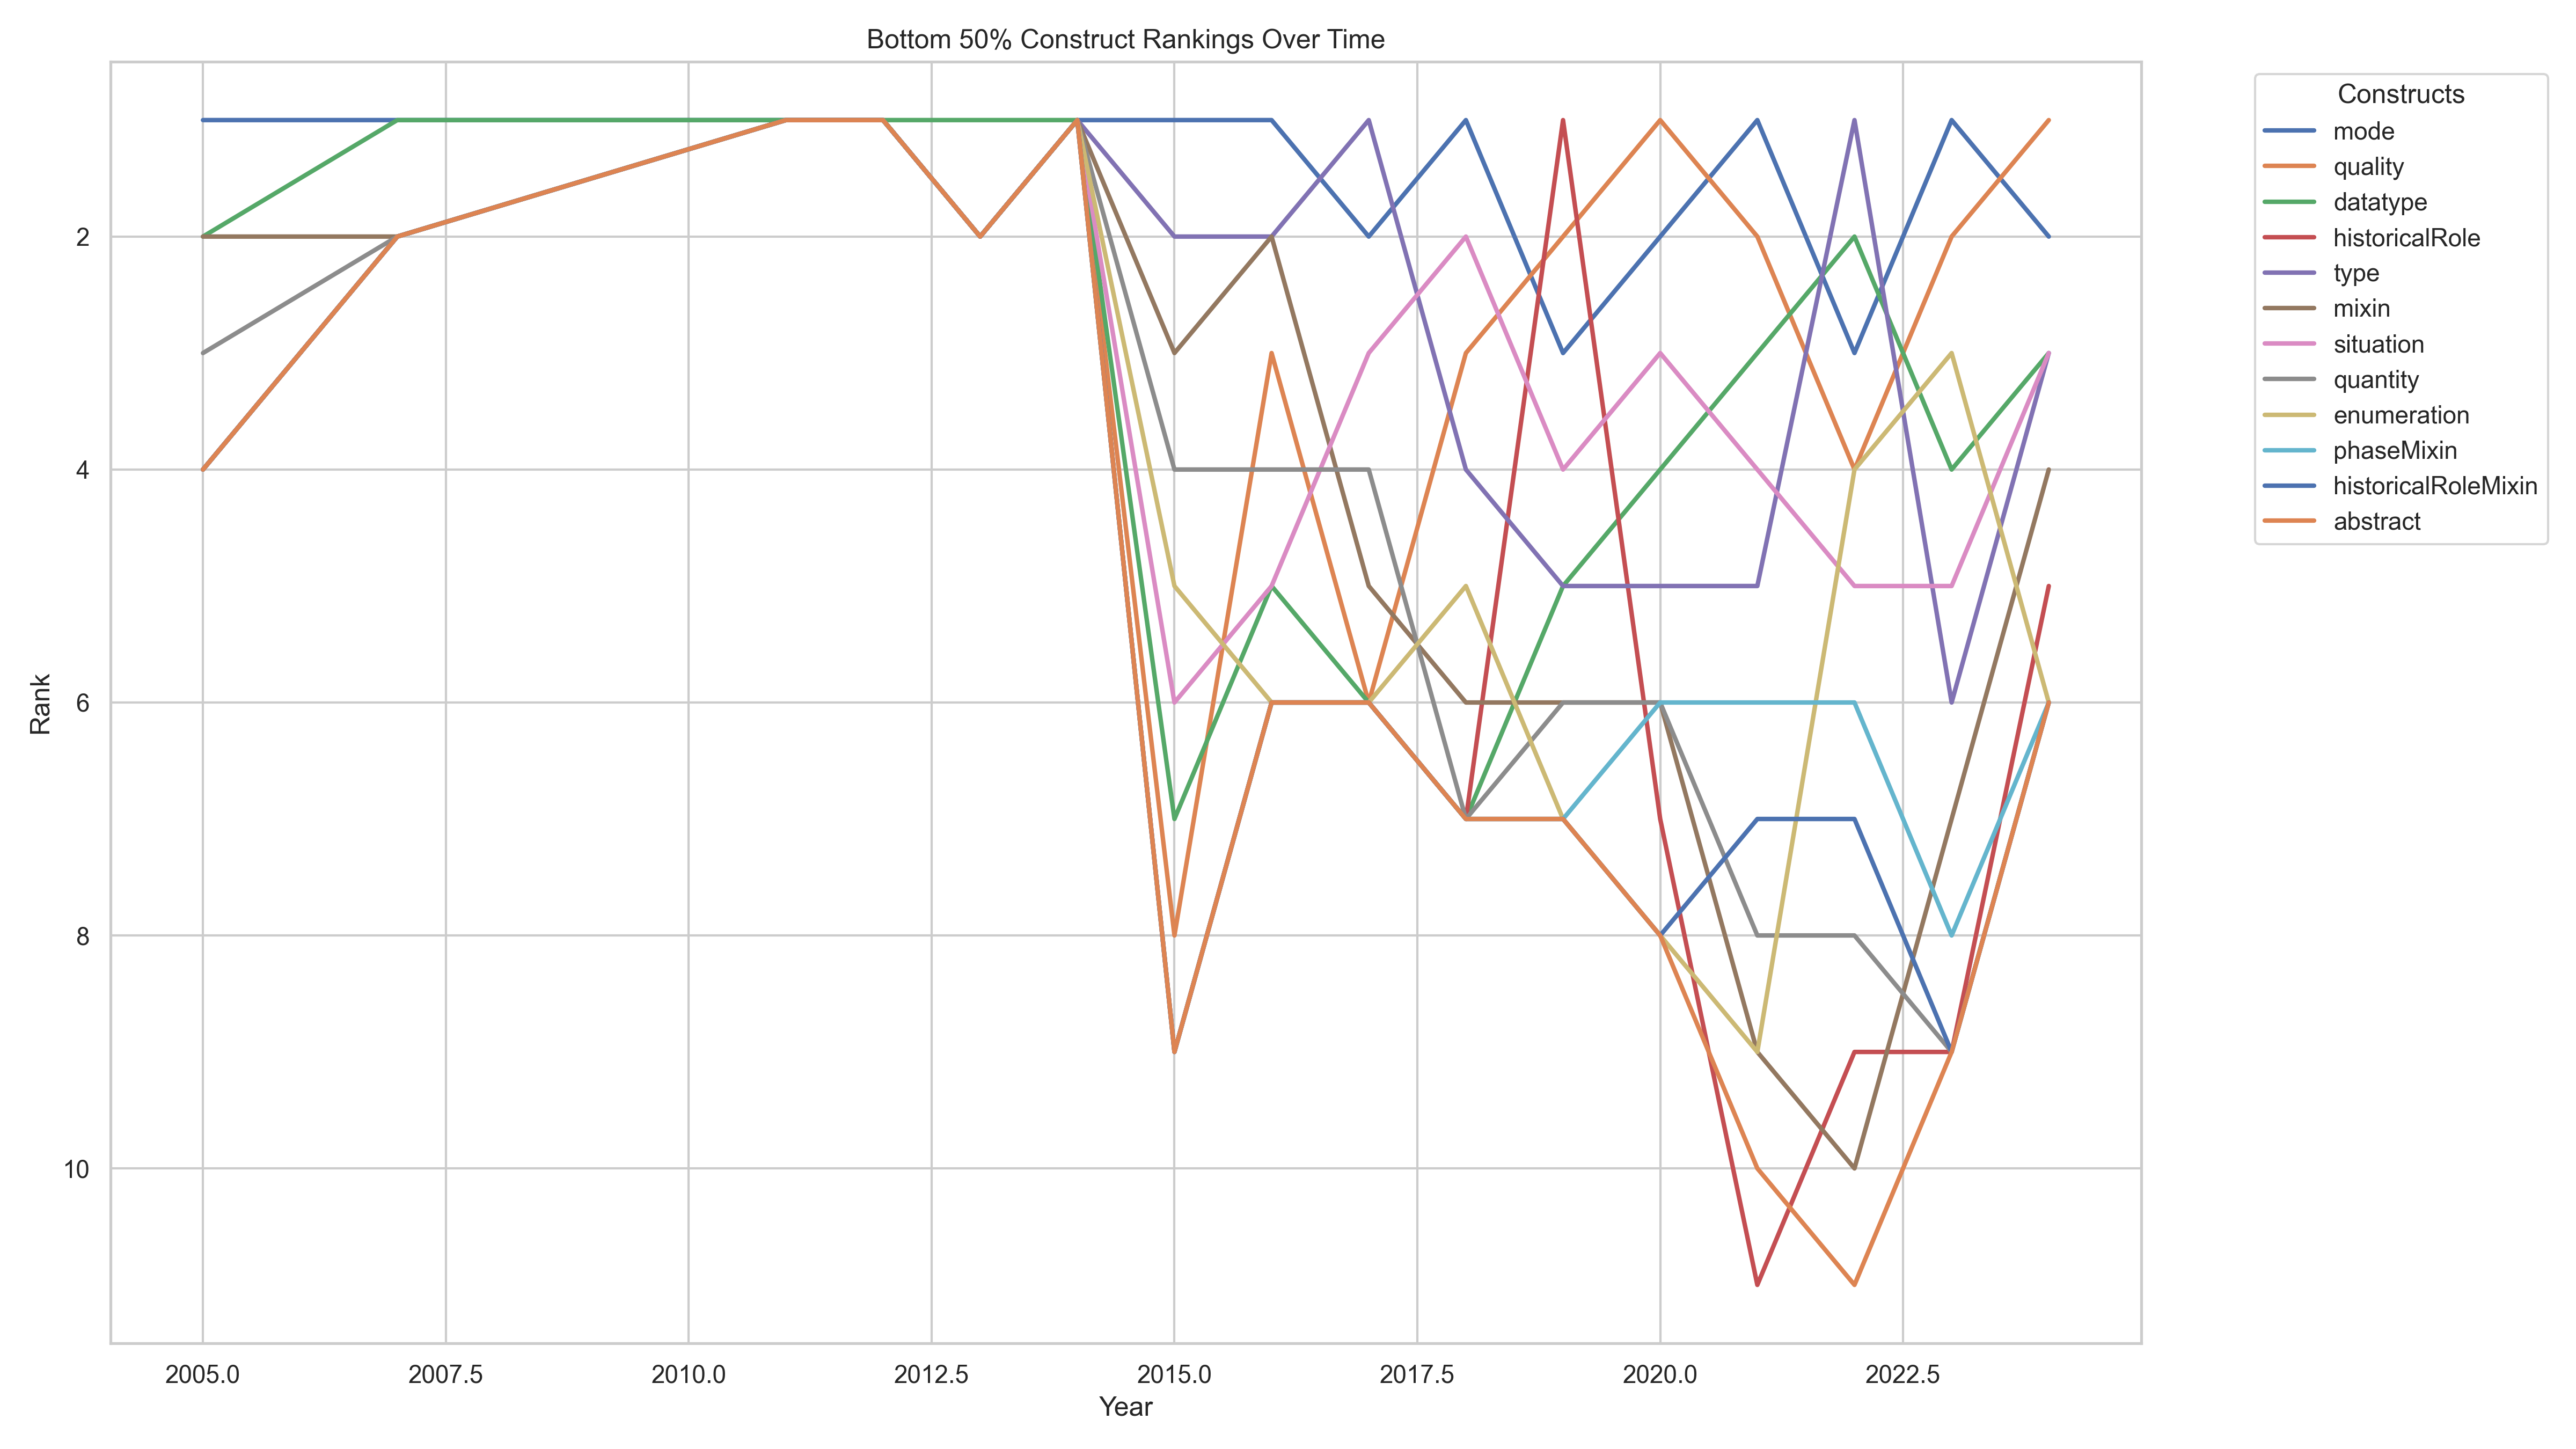 Bottom 50% Construct Rankings Over Time
Constructs
mode
quality
datatype
historicalRole
type
mixin
situation
quantity
enumeration
phaseMixin
historicalRoleMixin
abstract
Rank
2
4
6
8
10
2005.0 2007.5 2010.0 2012.5 2015.0 2017.5 2020.0 2022.5
Year